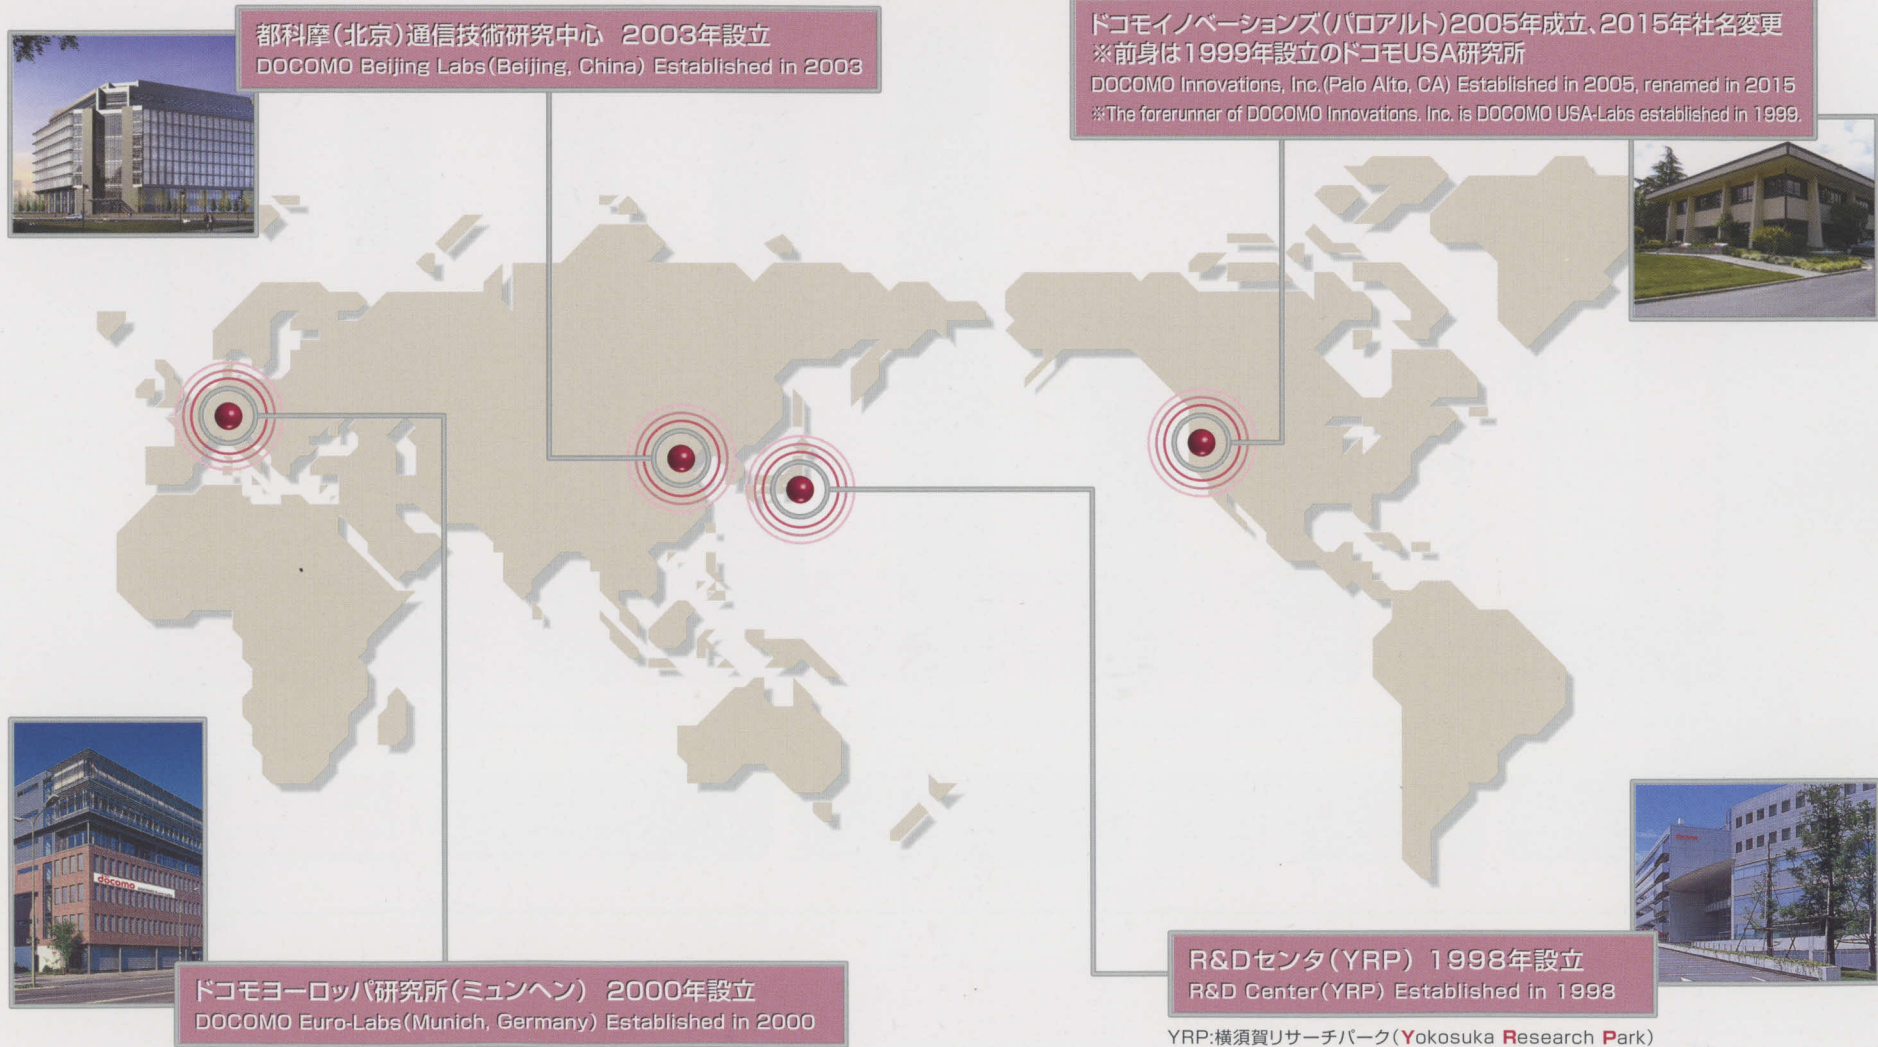 都科摩(北京)通信技術研究中心 2003年設立
DOCOMO Beijing Labs(Beijing, China) Established in 2003
ドコモイノベーションズ(パロアルト)2005年成立、2015年社名変更
※前身は1999年設立のドコモUSA研究所
DOCOMO Innovations, Inc.(Palo Alto, CA) Established in 2005, renamed in 2015
※The forerunner of DOCOMO Innovations. Inc. is DOCOMO USA-Labs established in 1999.
docomo
docomo
ドコモヨーロッパ研究所(ミュンヘン) 2000年設立
DOCOMO Euro-Labs(Munich, Germany) Established in 2000
R&Dセンタ(YRP) 1998年設立
R&D Center(YRP) Established in 1998
YRP:横須賀リサーチパーク(Yokosuka Research Park)